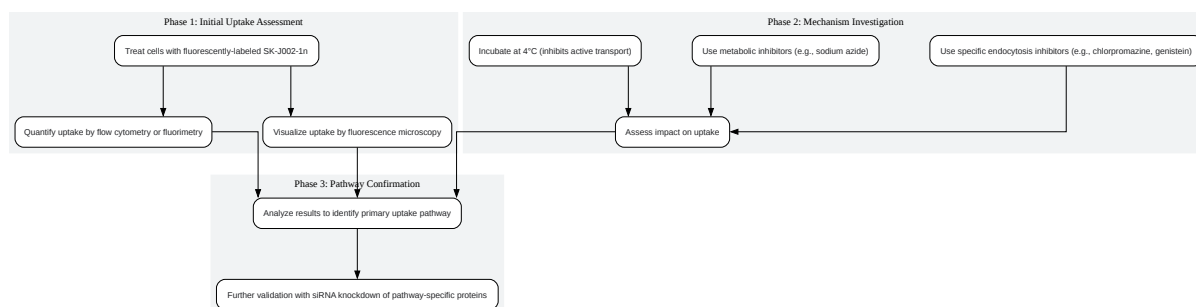 Phase 1: Initial Uptake Assessment
Treat cells with fluorescently-labeled SK-J002-1n
Quantify uptake by flow cytometry or fluorimetry
Visualize uptake by fluorescence microscopy
Phase 2: Mechanism Investigation
Incubate at 4°C (inhibits active transport)
Use metabolic inhibitors (e.g., sodium azide)
Use specific endocytosis inhibitors (e.g., chlorpromazine, genistein)
Assess impact on uptake
Phase 3: Pathway Confirmation
Analyze results to identify primary uptake pathway
Further validation with siRNA knockdown of pathway-specific proteins